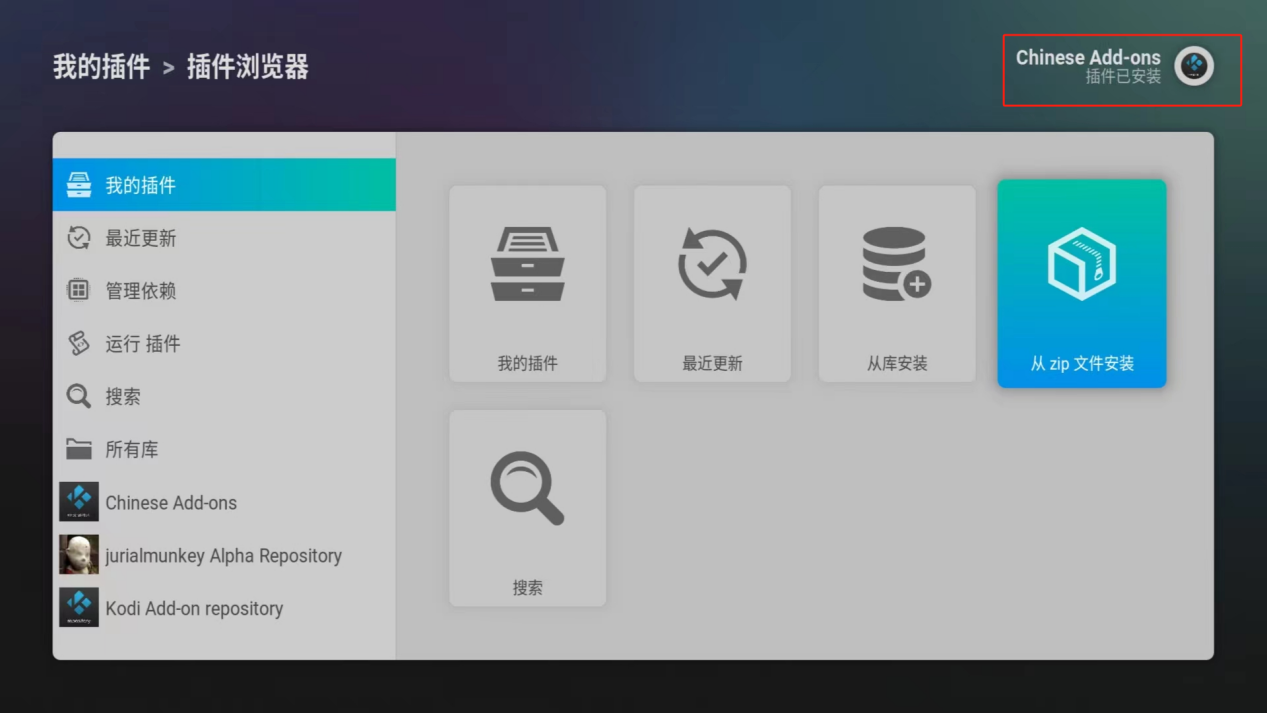 我的插件 > 插件浏览器
Chinese Add-ons
插件已安装
我的插件
最近更新
管理依赖
运行 插件
搜索
所有库
Chinese Add-ons
jurialmunkey Alpha Repository
Kodi Add-on repository
我的插件
最近更新
从库安装
从 zip 文件安装
搜索